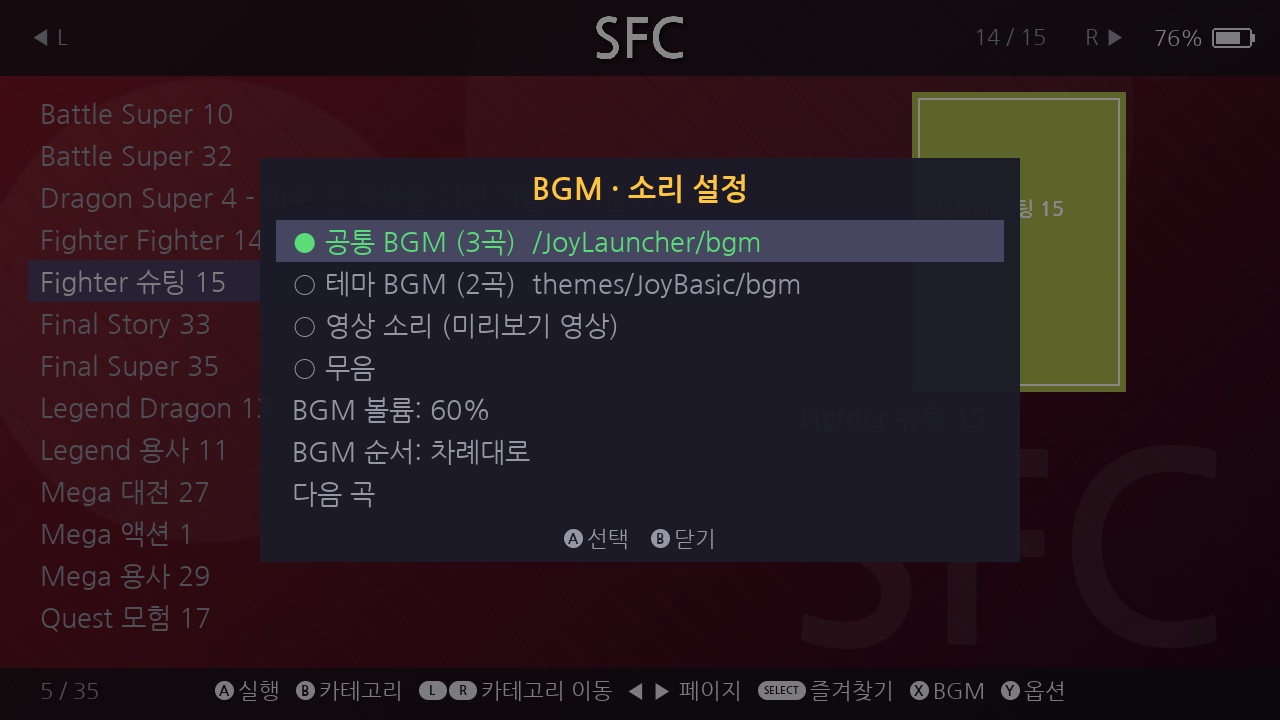 ◀ L
SFC
14 / 15
R ▶
76%
Battle Super 10
Battle Super 32
Dragon Super 4 -
Fighter Fighter 14
Fighter 슈팅 15
Final Story 33
Final Super 35
Legend Dragon 13
Legend 용사 11
Mega 대전 27
Mega 액션 1
Mega 용사 29
Quest 모험 17
팅 15
Fighter 슈팅 15
SFC
BGM · 소리 설정
● 공통 BGM (3곡) /JoyLauncher/bgm
○ 테마 BGM (2곡) themes/JoyBasic/bgm
○ 영상 소리 (미리보기 영상)
○ 무음
BGM 볼륨: 60%
BGM 순서: 차례대로
다음 곡
A 선택 B 닫기
5 / 35
A 실행 B 카테고리 L R 카테고리 이동 ◀ ▶ 페이지 SELECT 즐겨찾기 X BGM Y 옵션